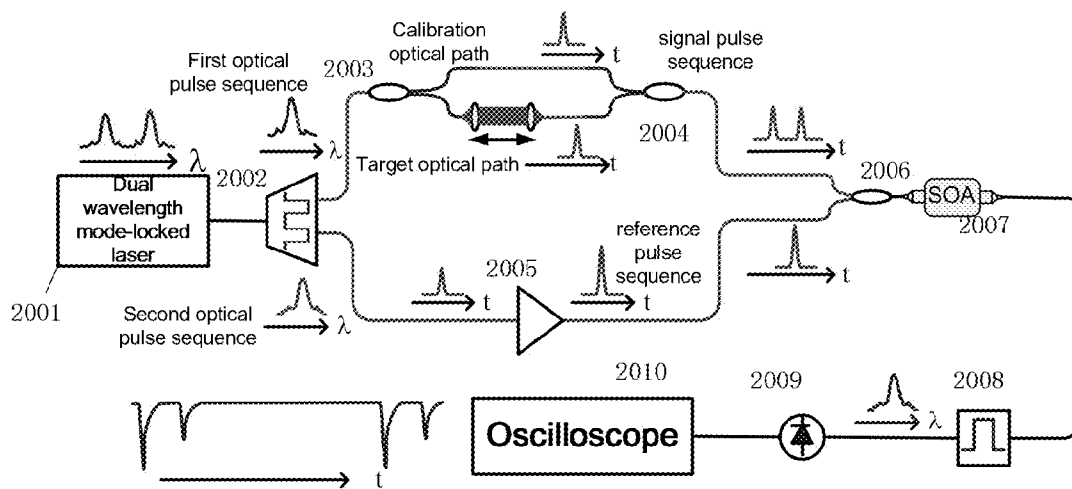 Calibration
optical path
t
signal pulse
sequence
First optical
pulse sequence
2003
λ
λ
Target optical path
t
2004
t
2002
2006
Dual
wavelength
mode-locked
laser
SOA
2007
2001
Second optical
pulse sequence
λ
t
2005
t
reference
pulse
sequence
t
2010
2009
2008
λ
Oscilloscope
t